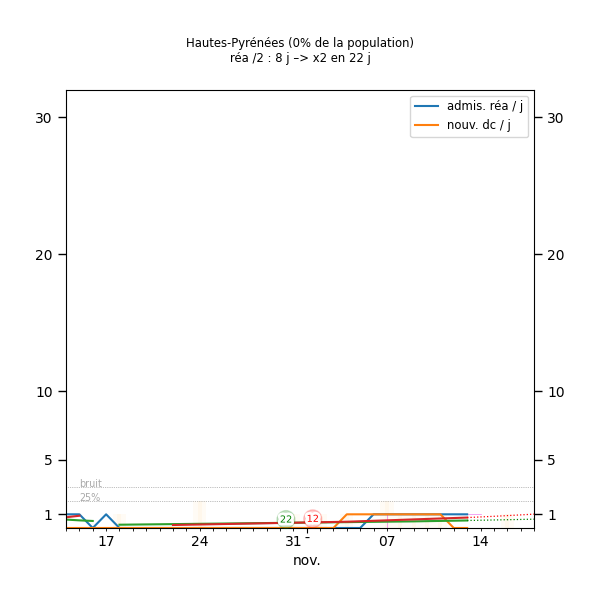 Hautes-Pyrénées (0% de la population)
réa /2 : 8 j –> x2 en 22 j
admis. réa / j
nouv. dc / j
30 30
20 20
10 10
5 5
bruit
25%
1 22 12 1
17 24 31 07 14
nov.